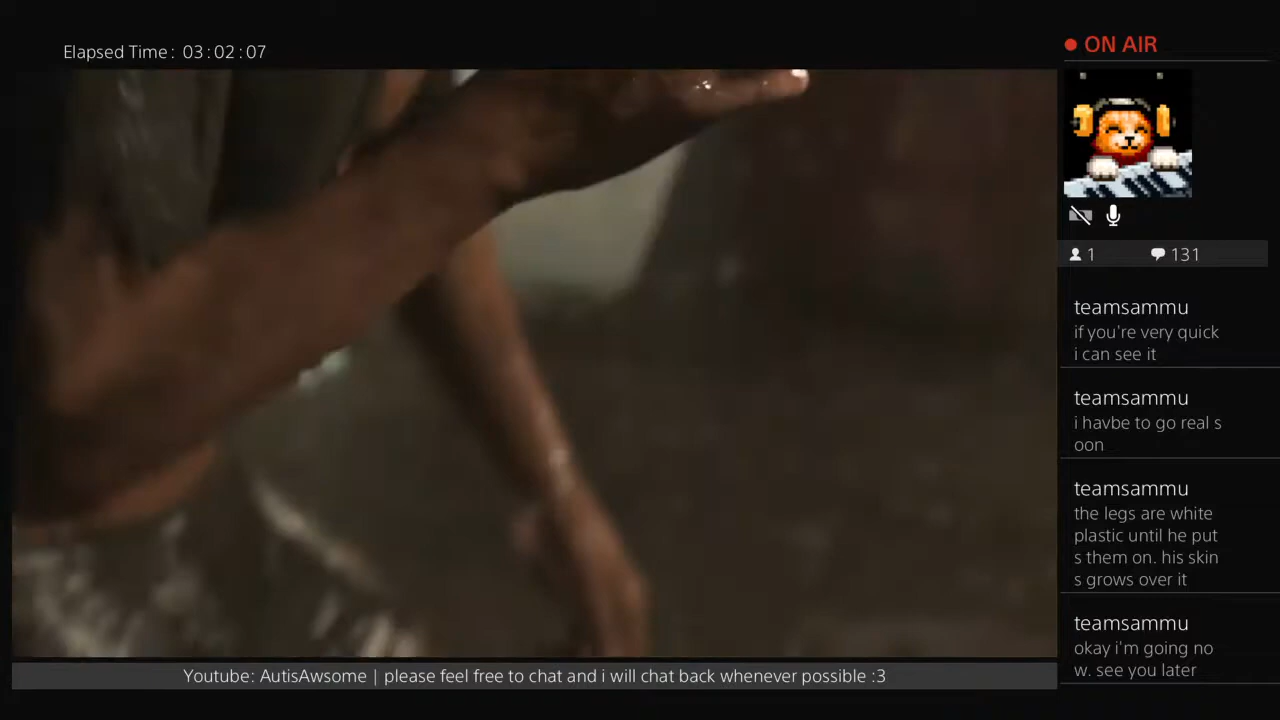 Elapsed Time: 03:02:07
ON AIR
1 131
teamsammu
if you're very quick
i can see it
teamsammu
i havbe to go real s
oon
teamsammu
the legs are white
plastic until he put
s them on. his skin
s grows over it
teamsammu
okay i'm going no
w. see you later
Youtube: AutisAwsome | please feel free to chat and i will chat back whenever possible :3